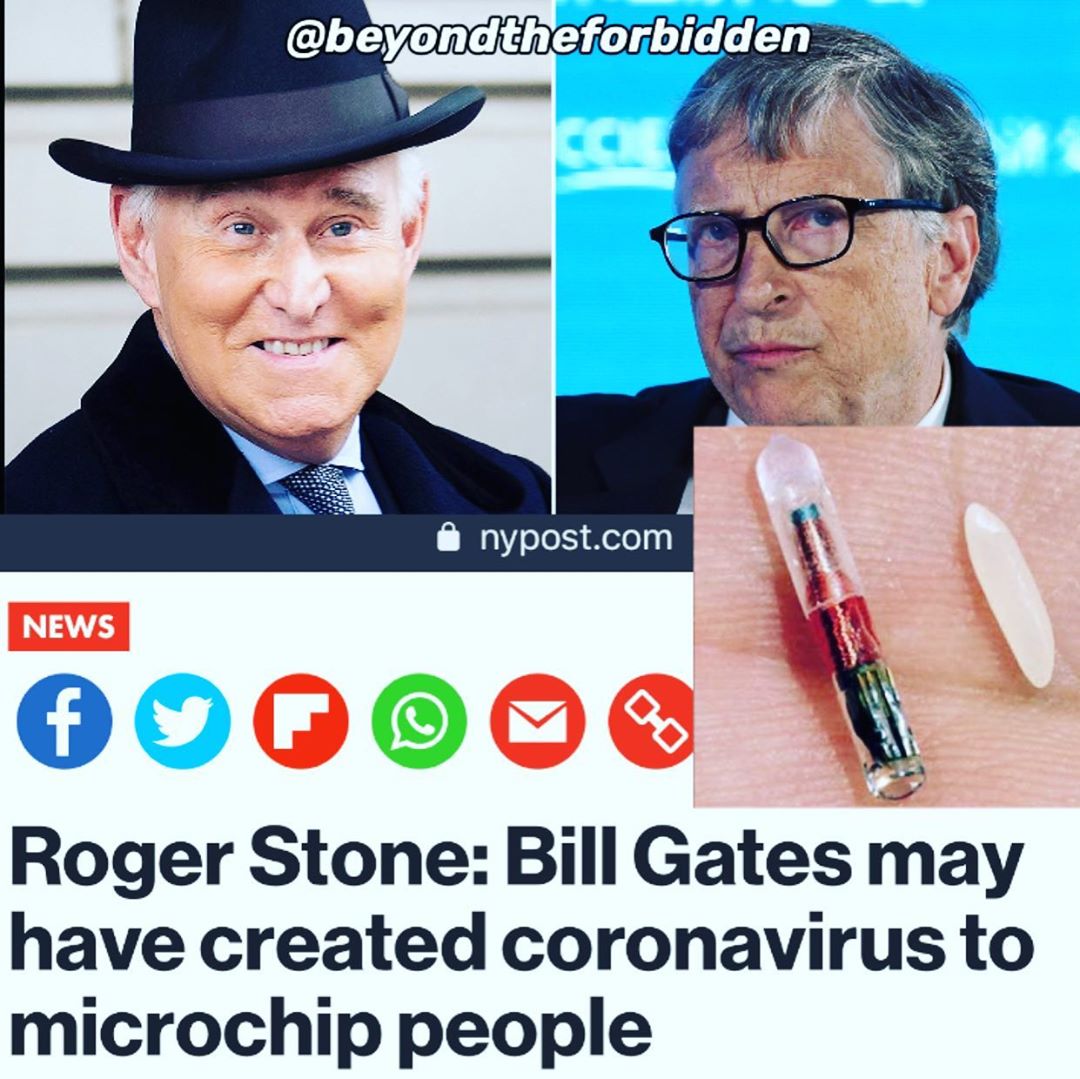 @beyondtheforbidden
nypost.com
NEWS
Roger Stone: Bill Gates may
have created coronavirus to
microchip people